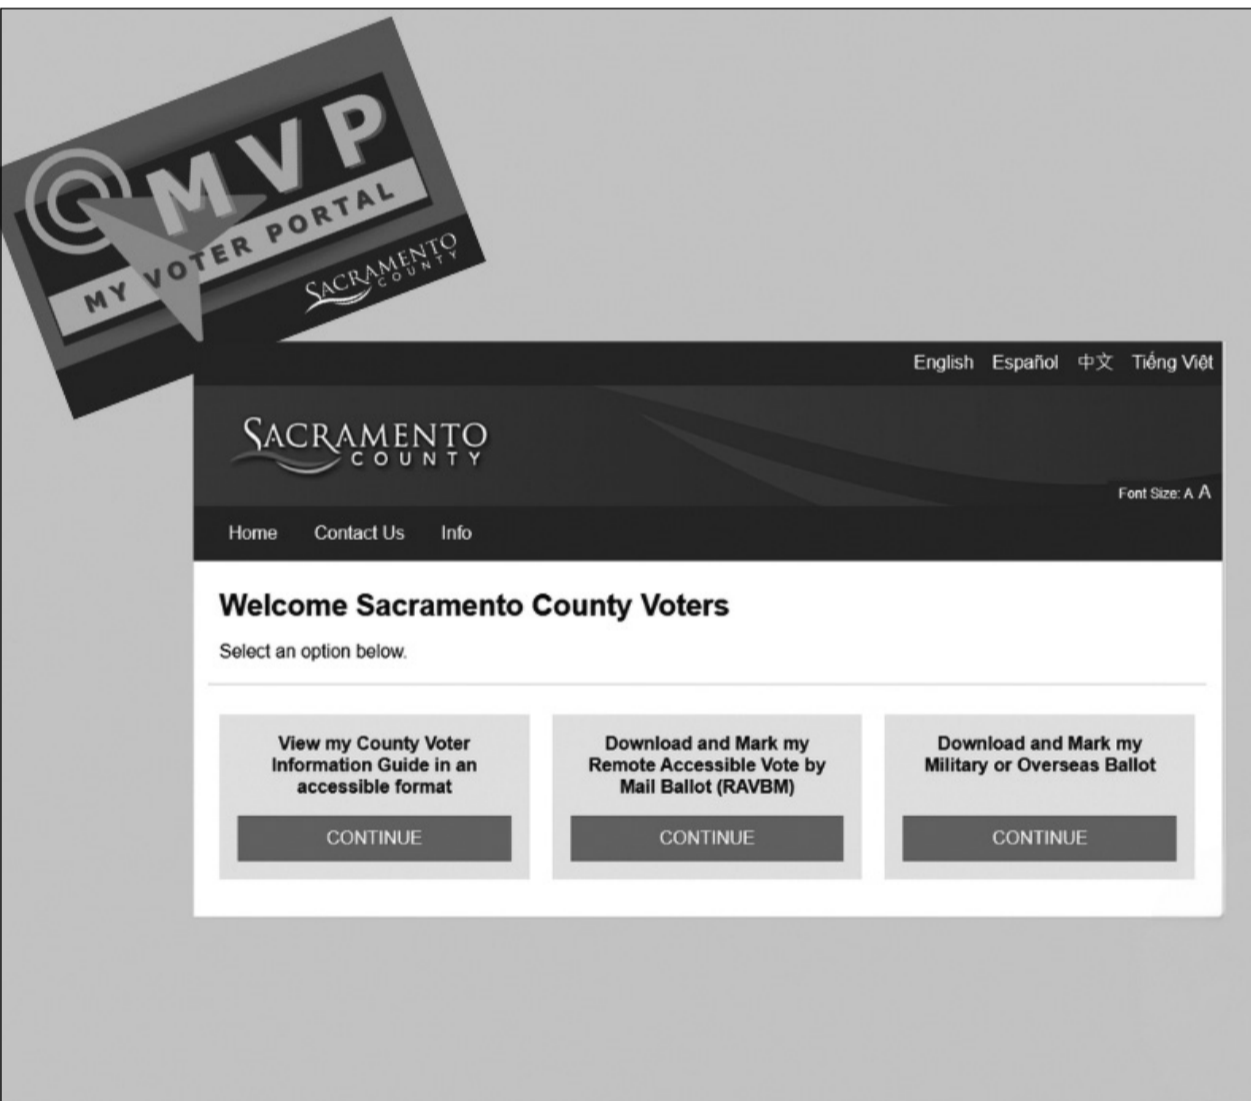 MVP
MY VOTER PORTAL
SACRAMENTO
COUNTY
English Español 中文 Tiếng Việt
SACRAMENTO
COUNTY
Font Size: A A
Home Contact Us Info
Welcome Sacramento County Voters
Select an option below.
View my County Voter
Information Guide in an
accessible format
CONTINUE
Download and Mark my
Remote Accessible Vote by
Mail Ballot (RAVBM)
CONTINUE
Download and Mark my
Military or Overseas Ballot
CONTINUE